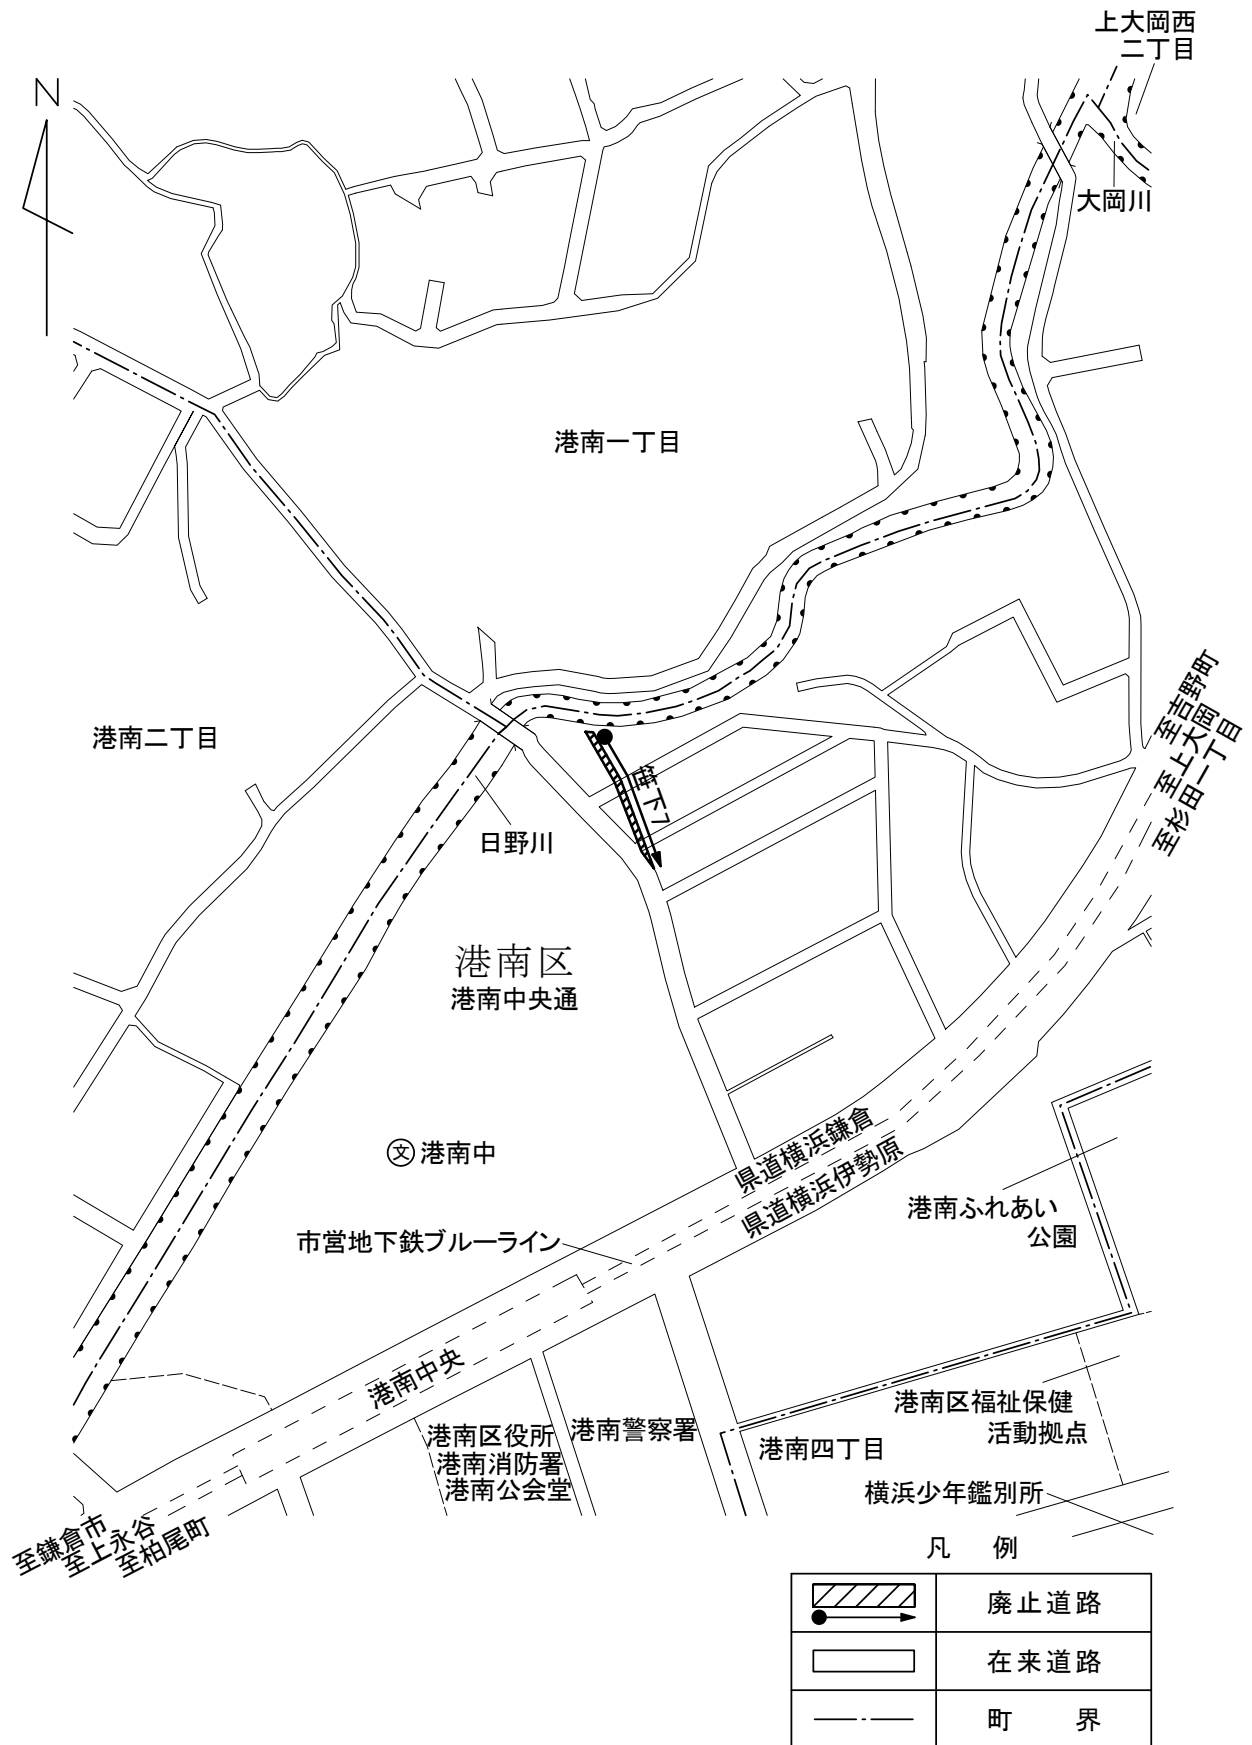 上大岡西
二丁目
N
大岡川
港南一丁目
港南二丁目
笹下7
日野川
至吉野町
至上大岡
至杉田一丁目
港南区
港南中央通
文 港南中
県道横浜鎌倉
県道横浜伊勢原
港南ふれあい
公園
市営地下鉄ブルーライン
港南中央
港南区役所
港南消防署
港南公会堂
港南警察署
港南四丁目
港南区福祉保健
活動拠点
横浜少年鑑別所
至鎌倉市
至上永谷
至柏尾町
凡 例
廃止道路
在来道路
町 界